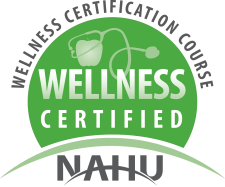 WELLNESS CERTIFICATION COURSE
WELLNESS
CERTIFIED
NAHU